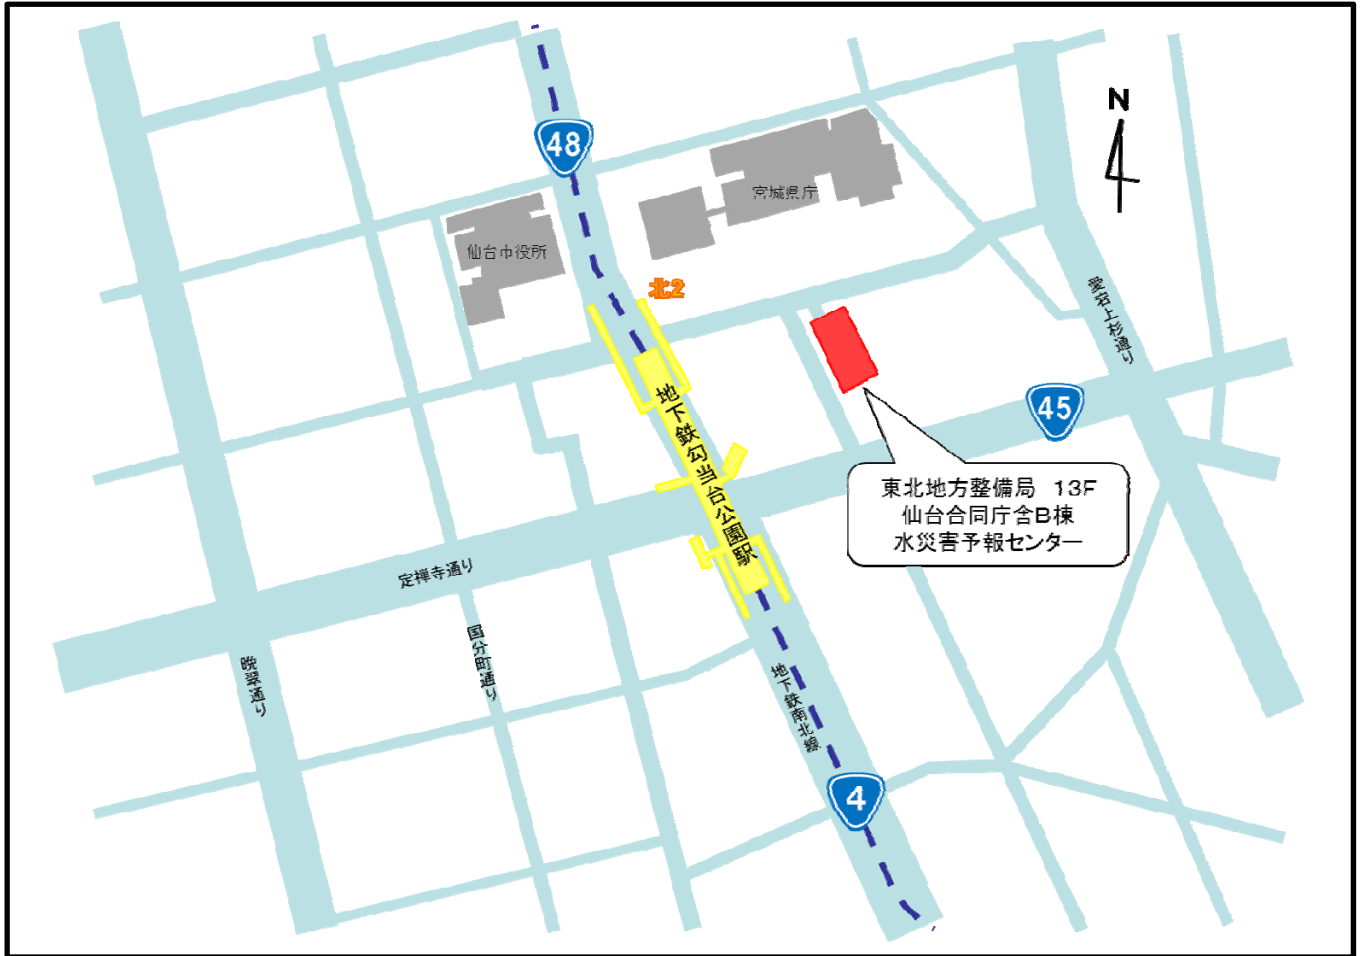 N
48
宮城県庁
仙台市役所
北2
愛宕上杉通り
45
地下鉄勾当台公園駅
東北地方整備局 13F
仙台合同庁舎B棟
水災害予報センター
定禅寺通り
国分町通り
晩翠通り
地下鉄南北線
4